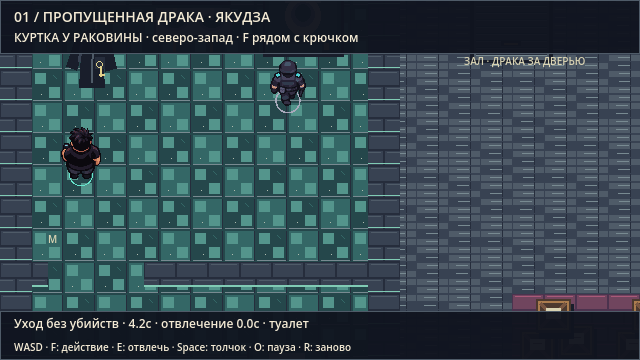 01 / ПРОПУЩЕННАЯ ДРАКА · ЯКУДЗА
КУРТКА У РАКОВИНЫ · северо-запад · F рядом с крючком
ЗАЛ · ДРАКА ЗА ДВЕРЬЮ
М
Уход без убийств · 4.2с · отвлечение 0.0с · туалет
WASD · F: действие · E: отвлечь · Space: толчок · O: пауза · R: заново